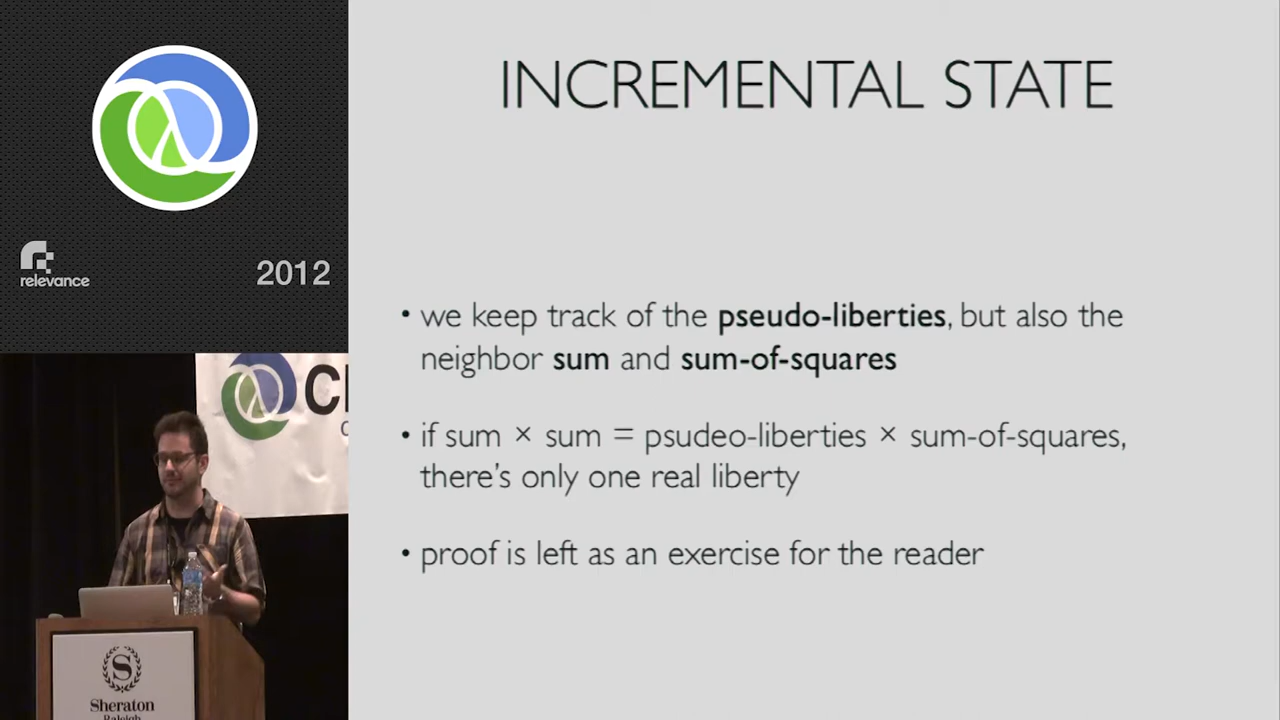 INCREMENTAL STATE
relevance
2012
• we keep track of the pseudo-liberties, but also the
neighbor sum and sum-of-squares
• if sum × sum = psudeo-liberties × sum-of-squares,
there's only one real liberty
• proof is left as an exercise for the reader
S
Sheraton
Raleigh